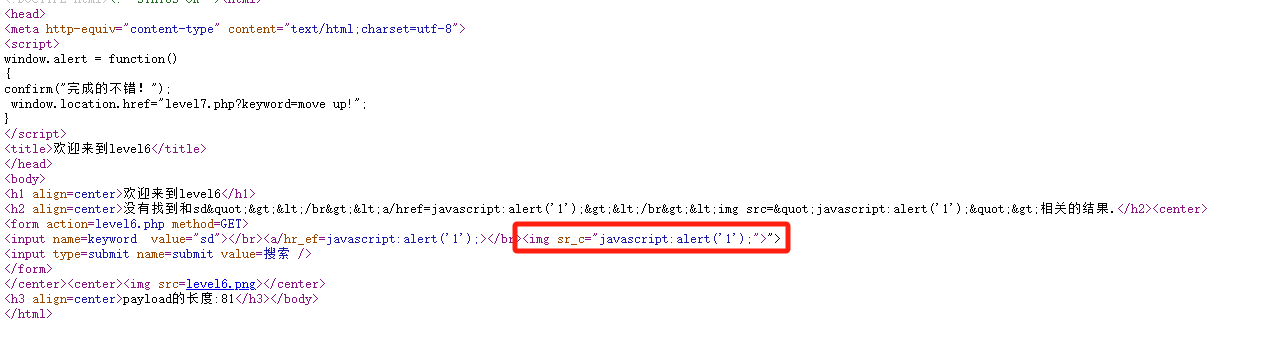 <!DOCTYPE html><!--STATUS OK--><html>
<head>
<meta http-equiv="content-type" content="text/html;charset=utf-8">
<script>
window.alert = function()
{
confirm("完成的不错！");
 window.location.href="level7.php?keyword=move up!";
}
</script>
<title>欢迎来到level6</title>
</head>
<body>
<h1 align=center>欢迎来到level6</h1>
<h2 align=center>没有找到和sd&quot;&gt;&lt;/br&gt;&lt;a/href=javascript:alert('1');&gt;&lt;/br&gt;&lt;img src=&quot;javascript:alert('1');&quot;&gt;相关的结果.</h2><center>
<form action=level6.php method=GET>
<input name=keyword  value="sd"></br><a/hr_ef=javascript:alert('1');></br><img sr_c="javascript:alert('1');">">
<input type=submit name=submit value=搜索 />
</form>
</center><center><img src=level6.png></center>
<h3 align=center>payload的长度:81</h3></body>
</html>